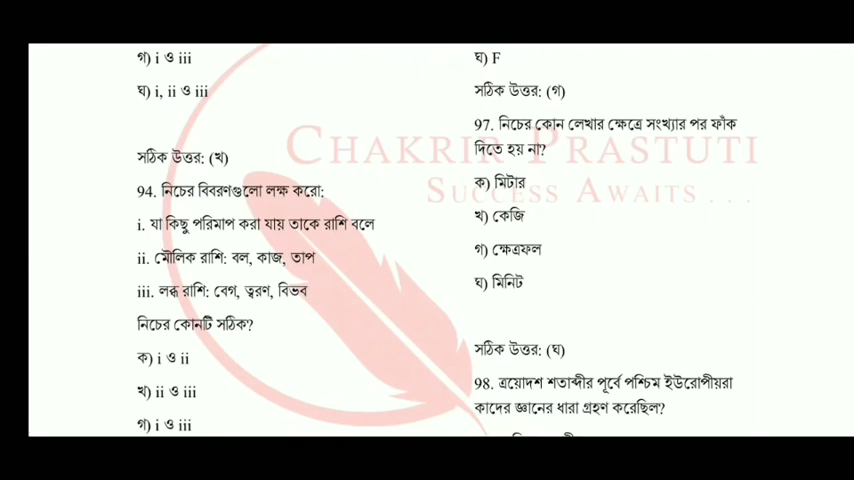 গ) i ও iii
ঘ) i, ii ও iii
সঠিক উত্তর: (খ)
94. নিচের বিবরণগুলো লক্ষ করো:
i. যা কিছু পরিমাপ করা যায় তাকে রাশি বলে
ii. মৌলিক রাশি: বল, কাজ, তাপ
iii. লব্ধ রাশি: বেগ, ত্বরণ, বিভব
নিচের কোনটি সঠিক?
ক) i ও ii
খ) ii ও iii
গ) i ও iii
ঘ) F
সঠিক উত্তর: (গ)
97. নিচের কোন লেখার ক্ষেত্রে সংখ্যার পর ফাঁক
দিতে হয় না?
ক) মিটার
খ) কেজি
গ) ক্ষেত্রফল
ঘ) মিনিট
সঠিক উত্তর: (ঘ)
98. ত্রয়োদশ শতাব্দীর পূর্বে পশ্চিম ইউরোপীয়রা
কাদের জ্ঞানের ধারা গ্রহণ করেছিল?
CHAKRIR PRASTUTI
SUCCESS AWAITS . . .